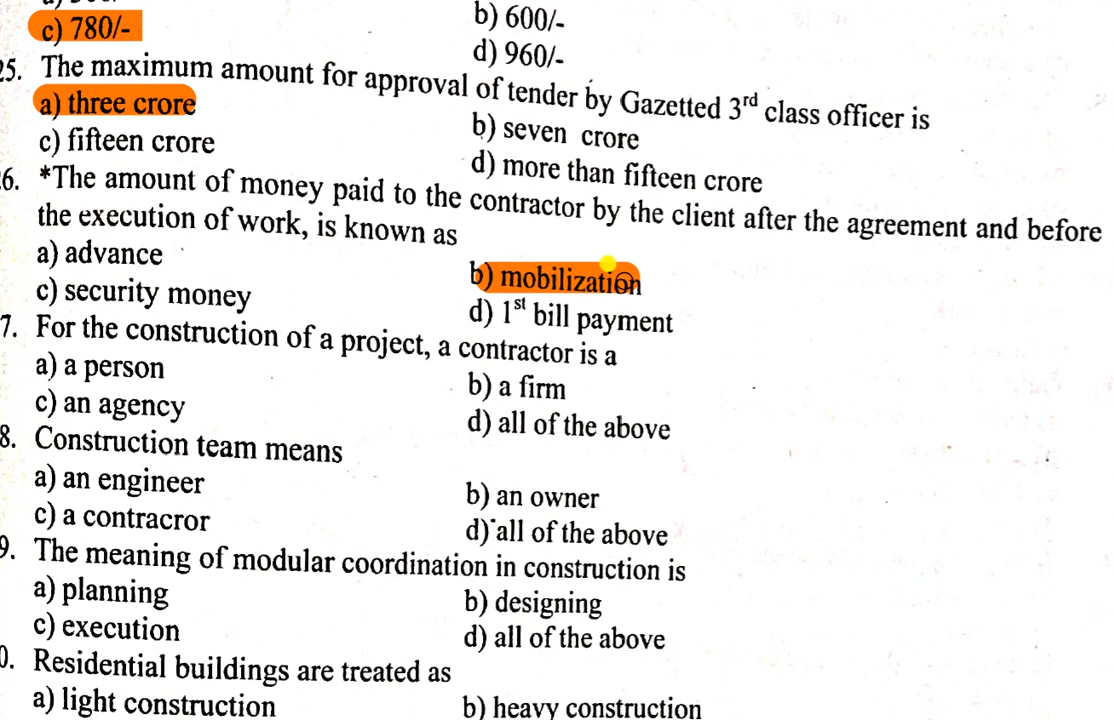 c) 780/-
b) 600/-
d) 960/-
25. The maximum amount for approval of tender by Gazetted 3rd class officer is
a) three crore
b) seven crore
c) fifteen crore
d) more than fifteen crore
6. *The amount of money paid to the contractor by the client after the agreement and before
the execution of work, is known as
a) advance
b) mobilization
c) security money
d) 1st bill payment
7. For the construction of a project, a contractor is a
a) a person
b) a firm
c) an agency
d) all of the above
8. Construction team means
a) an engineer
b) an owner
c) a contracror
d) all of the above
9. The meaning of modular coordination in construction is
a) planning
b) designing
c) execution
d) all of the above
0. Residential buildings are treated as
a) light construction
b) heavy construction